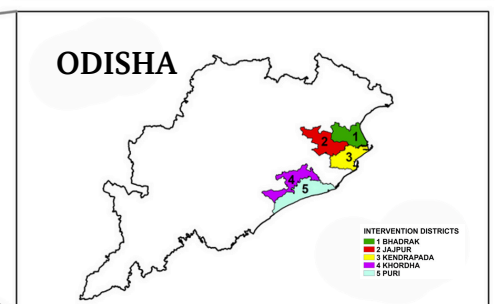 ODISHA
1
2
3
4
5
INTERVENTION DISTRICTS
1 BHADRAK
2 JAJPUR
3 KENDRAPADA
4 KHORDHA
5 PURI